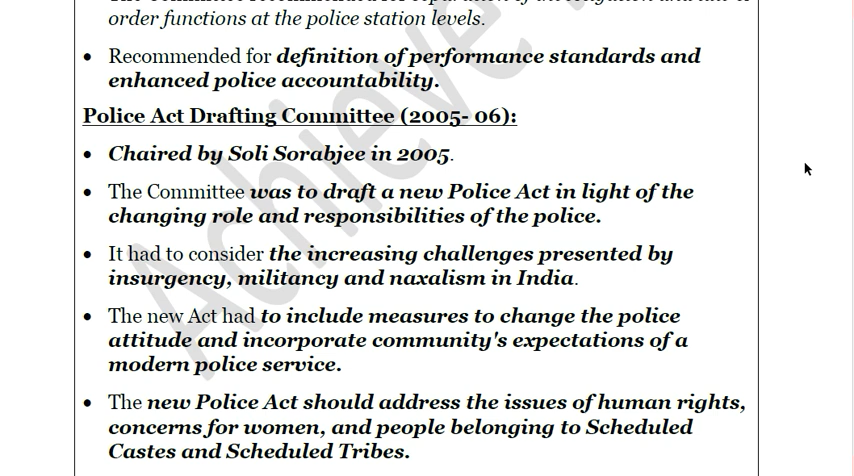 order functions at the police station levels.
• Recommended for definition of performance standards and
enhanced police accountability.
Police Act Drafting Committee (2005- 06):
• Chaired by Soli Sorabjee in 2005.
• The Committee was to draft a new Police Act in light of the
changing role and responsibilities of the police.
• It had to consider the increasing challenges presented by
insurgency, militancy and naxalism in India.
• The new Act had to include measures to change the police
attitude and incorporate community's expectations of a
modern police service.
• The new Police Act should address the issues of human rights,
concerns for women, and people belonging to Scheduled
Castes and Scheduled Tribes.
Achieve